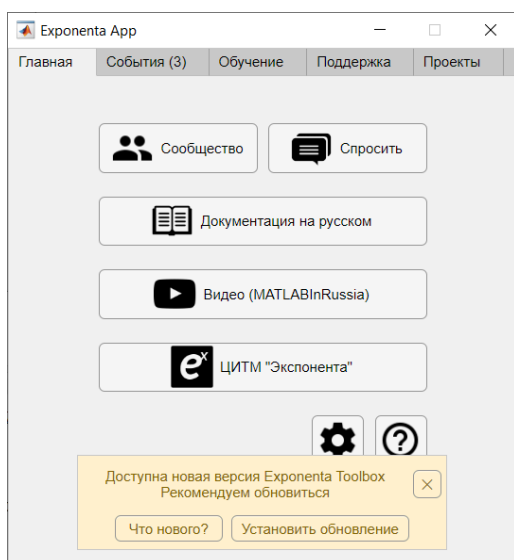 Exponenta App
Главная События (3) Обучение Поддержка Проекты
Сообщество Спросить
Документация на русском
Видео (MATLABInRussia)
ex ЦИТМ "Экспонента"
Доступна новая версия Exponenta Toolbox
Рекомендуем обновиться
Что нового? Установить обновление